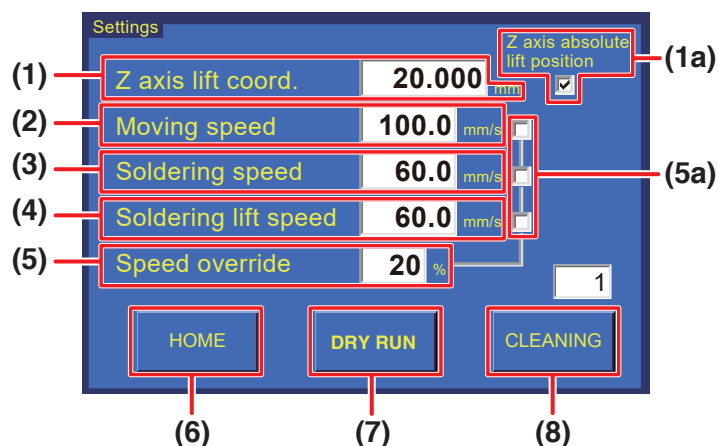 Settings
Z axis absolute
lift position
(1a)
(1) Z axis lift coord. 20.000 mm
(2) Moving speed 100.0 mm/s
(3) Soldering speed 60.0 mm/s
(5a)
(4) Soldering lift speed 60.0 mm/s
(5) Speed override 20 %
1
HOME DRY RUN CLEANING
(6) (7) (8)